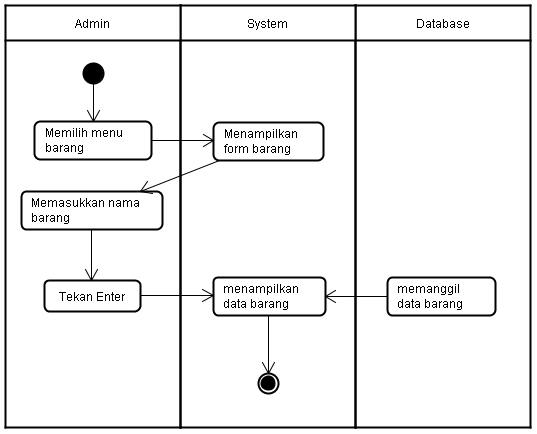 Admin
System
Database
Memilih menu
barang
Menampilkan
form barang
Memasukkan nama
barang
Tekan Enter
menampilkan
data barang
memanggil
data barang